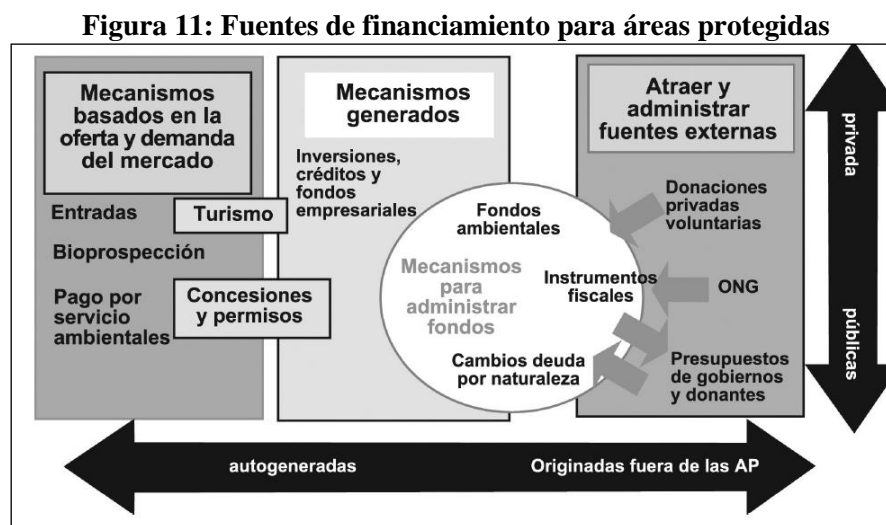 Figura 11: Fuentes de financiamiento para áreas protegidas
Mecanismos
basados en la
oferta y demanda
del mercado
Entradas
Turismo
Bioprospección
Pago por
servicio
ambientales
Concesiones
y permisos
Mecanismos
generados
Inversiones,
créditos y
fondos
empresariales
Fondos
ambientales
Mecanismos
para
administrar
fondos
Instrumentos
fiscales
Cambios deuda
por naturaleza
Atraer y
administrar
fuentes externas
Donaciones
privadas
voluntarias
ONG
Presupuestos
de gobiernos
y donantes
privada
públicas
autogeneradas
Originadas fuera de las AP